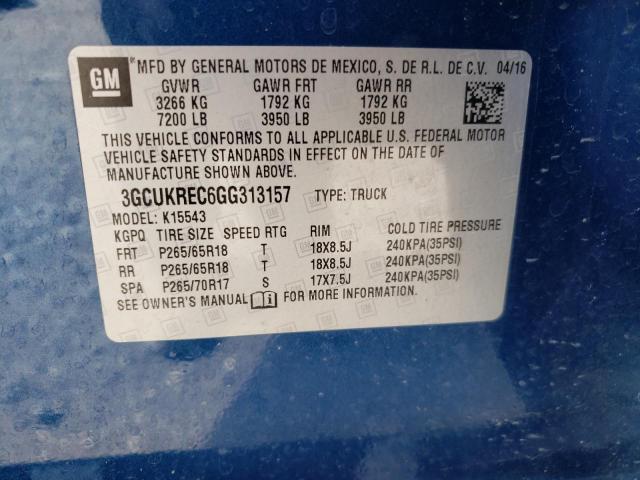 GM ® MFD BY GENERAL MOTORS DE MEXICO, S. DE R.L. DE C.V. 04/16
GVWR GAWR FRT GAWR RR
3266 KG 1792 KG 1792 KG
7200 LB 3950 LB 3950 LB
THIS VEHICLE CONFORMS TO ALL APPLICABLE U.S. FEDERAL MOTOR
VEHICLE SAFETY STANDARDS IN EFFECT ON THE DATE OF
MANUFACTURE SHOWN ABOVE.
3GCUKREC6GG313157 TYPE: TRUCK
MODEL: K15543
KGPQ TIRE SIZE SPEED RTG RIM COLD TIRE PRESSURE
FRT P265/65R18 T 18X8.5J 240KPA(35PSI)
RR P265/65R18 T 18X8.5J 240KPA(35PSI)
SPA P265/70R17 S 17X7.5J 240KPA(35PSI)
SEE OWNER'S MANUAL FOR MORE INFORMATION.